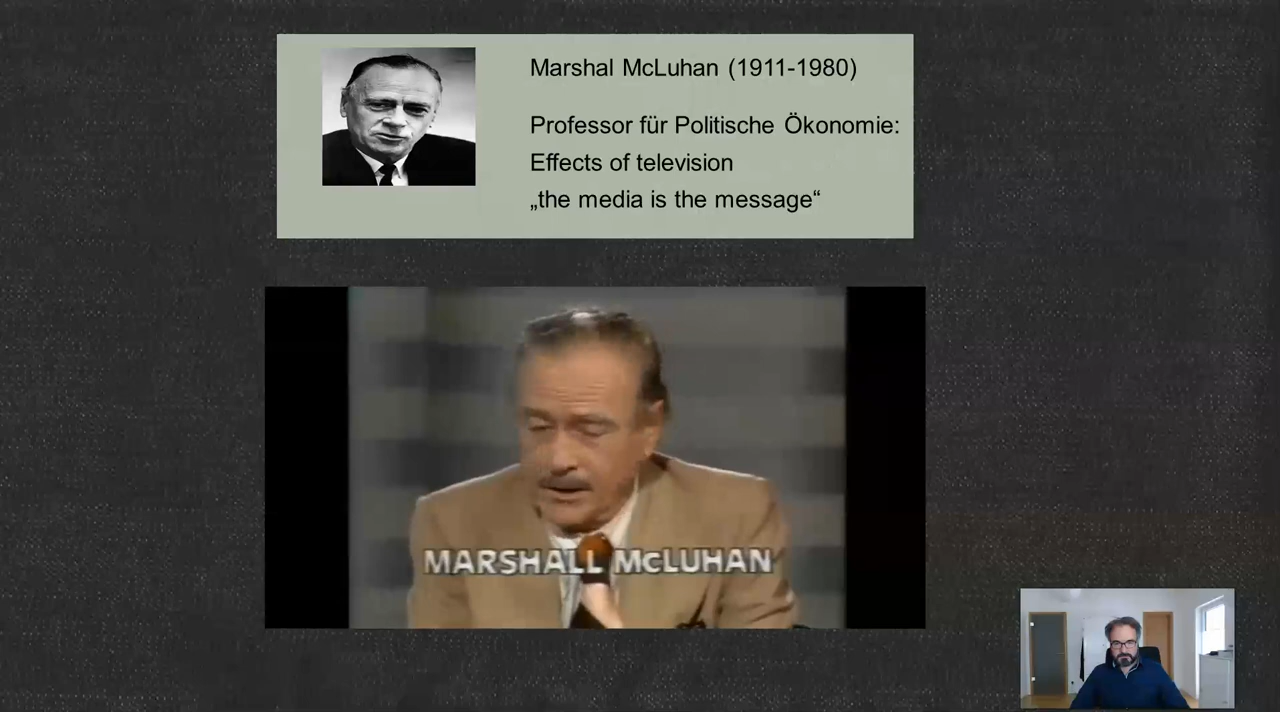 Marshal McLuhan (1911-1980)
Professor für Politische Ökonomie:
Effects of television
„the media is the message“
MARSHALL McLUHAN